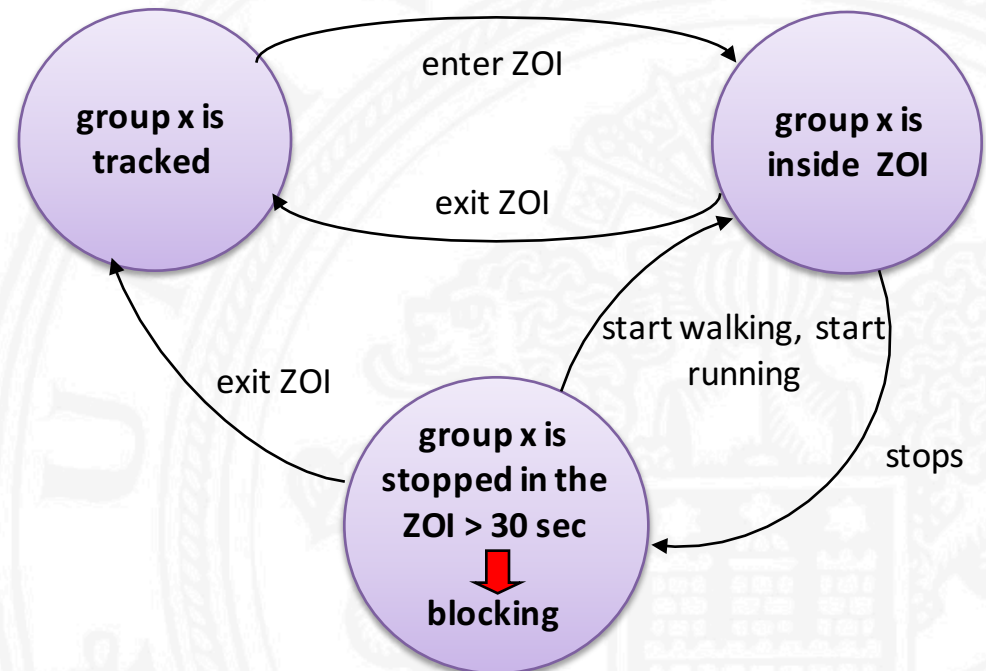 enter ZOI
group x is
tracked
group x is
inside ZOI
exit ZOI
start walking, start
running
exit ZOI
group x is
stopped in the
ZOI > 30 sec
blocking
stops
U